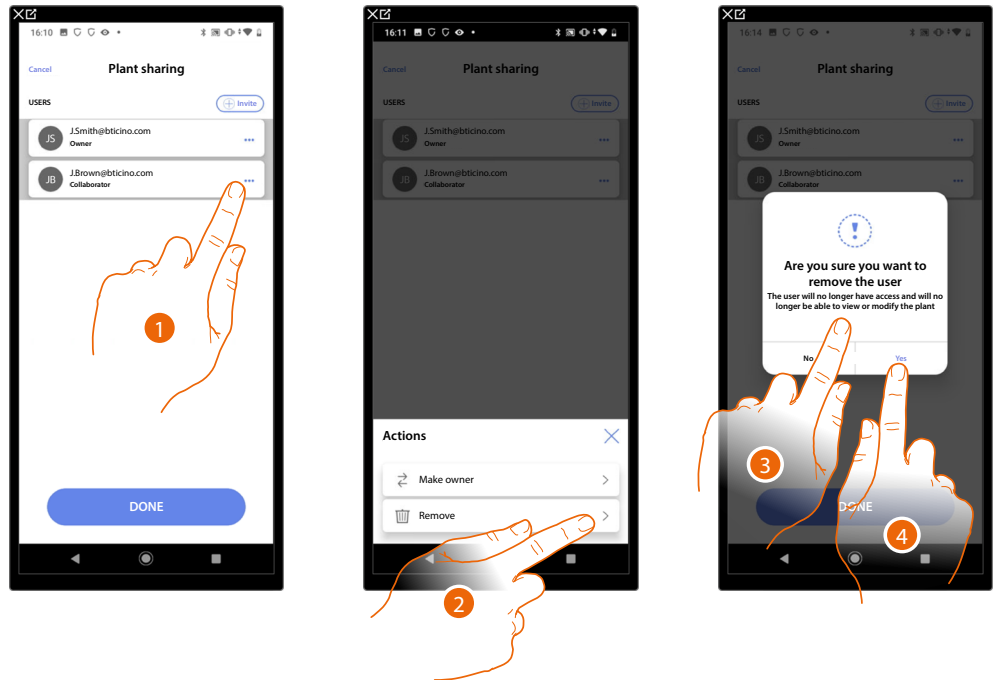 16:10
Cancel
Plant sharing
USERS
Invite
JS
J.Smith@bticino.com
Owner
JB
J.Brown@bticino.com
Collaborator
1
DONE
16:11
Cancel
Plant sharing
USERS
Invite
JS
J.Smith@bticino.com
Owner
JB
J.Brown@bticino.com
Collaborator
Actions
Make owner
Remove
2
16:14
Cancel
Plant sharing
USERS
Invite
JS
J.Smith@bticino.com
Owner
JB
J.Brown@bticino.com
Collaborator
Are you sure you want to
remove the user
The user will no longer have access and will no
longer be able to view or modify the plant
No
Yes
3
DONE
4